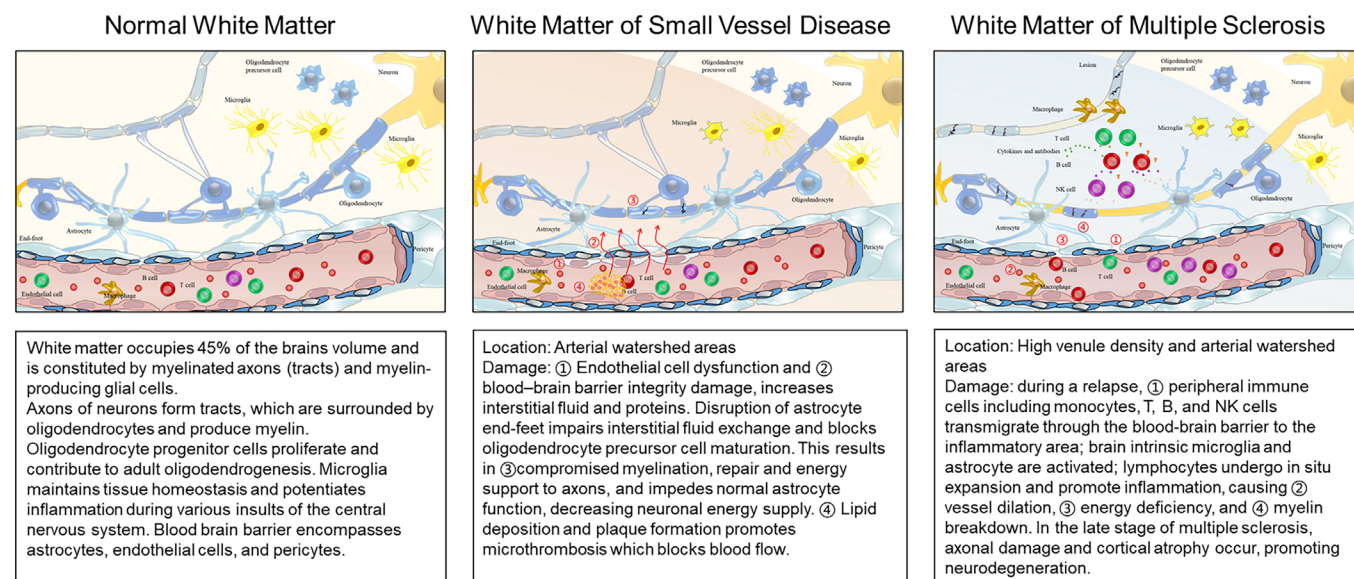 Normal White Matter
Oligodendrocyte
precursor cell
Neuron
Microglia
Microglia
Oligodendrocyte
Astrocyte
End-foot
Pericyte
B cell
T cell
Endothelial cell
Macrophage
White matter occupies 45% of the brains volume and
is constituted by myelinated axons (tracts) and myelin-
producing glial cells.
Axons of neurons form tracts, which are surrounded by
oligodendrocytes and produce myelin.
Oligodendrocyte progenitor cells proliferate and
contribute to adult oligodendrogenesis. Microglia
maintains tissue homeostasis and potentiates
inflammation during various insults of the central
nervous system. Blood brain barrier encompasses
astrocytes, endothelial cells, and pericytes.
White Matter of Small Vessel Disease
Oligodendrocyte
precursor cell
Neuron
Microglia
Microglia
③
Oligodendrocyte
Astrocyte
End-foot
②
Pericyte
①
Macrophage
T cell
Endothelial cell
④
B cell
Location: Arterial watershed areas
Damage: ① Endothelial cell dysfunction and ②
blood–brain barrier integrity damage, increases
interstitial fluid and proteins. Disruption of astrocyte
end-feet impairs interstitial fluid exchange and blocks
oligodendrocyte precursor cell maturation. This results
in ③compromised myelination, repair and energy
support to axons, and impedes normal astrocyte
function, decreasing neuronal energy supply. ④ Lipid
deposition and plaque formation promotes
microthrombosis which blocks blood flow.
White Matter of Multiple Sclerosis
Lesion
Oligodendrocyte
precursor cell
Neuron
Macrophage
Microglia
T cell
Cytokines and antibodies
B cell
Microglia
NK cell
Oligodendrocyte
Astrocyte
④
End-foot
③
①
Pericyte
②
B cell
T cell
Endothelial cell
Macrophage
Location: High venule density and arterial watershed
areas
Damage: during a relapse, ① peripheral immune
cells including monocytes, T, B, and NK cells
transmigrate through the blood-brain barrier to the
inflammatory area; brain intrinsic microglia and
astrocyte are activated; lymphocytes undergo in situ
expansion and promote inflammation, causing ②
vessel dilation, ③ energy deficiency, and ④ myelin
breakdown. In the late stage of multiple sclerosis,
axonal damage and cortical atrophy occur, promoting
neurodegeneration.